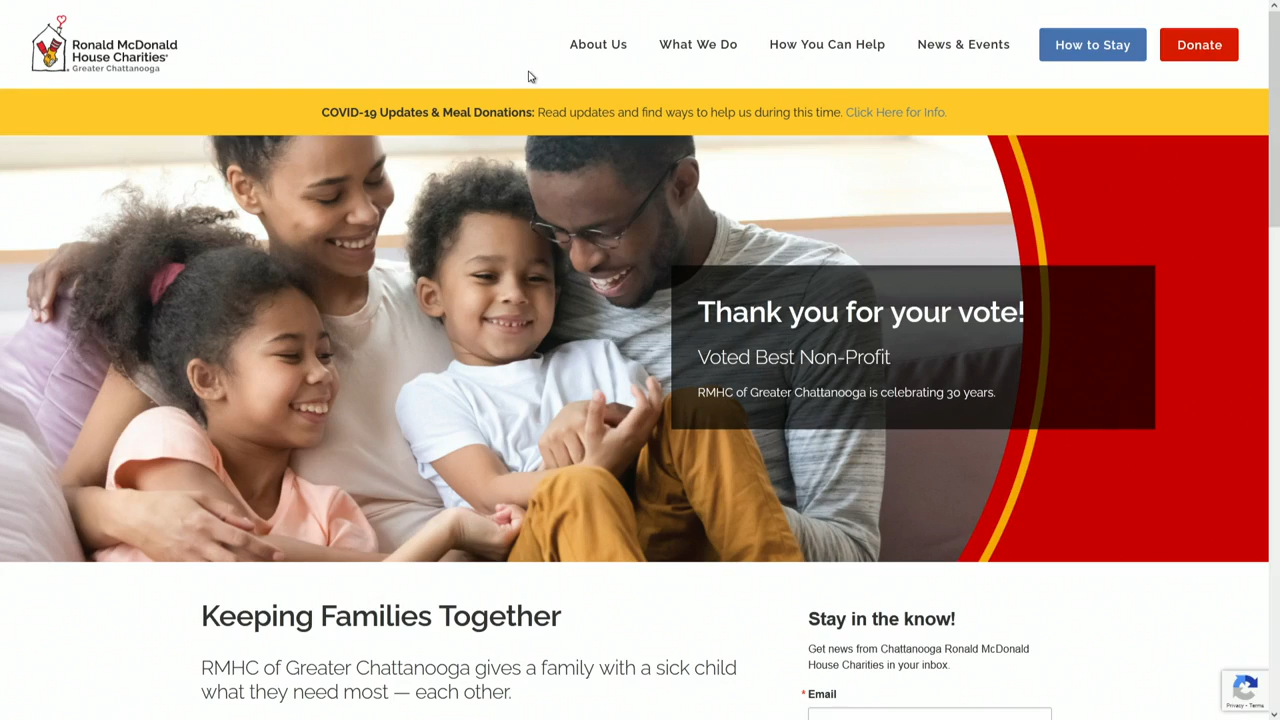 Ronald McDonald
House Charities®
Greater Chattanooga
About Us
What We Do
How You Can Help
News & Events
How to Stay
Donate
COVID-19 Updates & Meal Donations: Read updates and find ways to help us during this time. Click Here for Info.
Thank you for your vote!
Voted Best Non-Profit
RMHC of Greater Chattanooga is celebrating 30 years.
Keeping Families Together
RMHC of Greater Chattanooga gives a family with a sick child
what they need most — each other.
Stay in the know!
Get news from Chattanooga Ronald McDonald
House Charities in your inbox.
* Email
Privacy - Terms